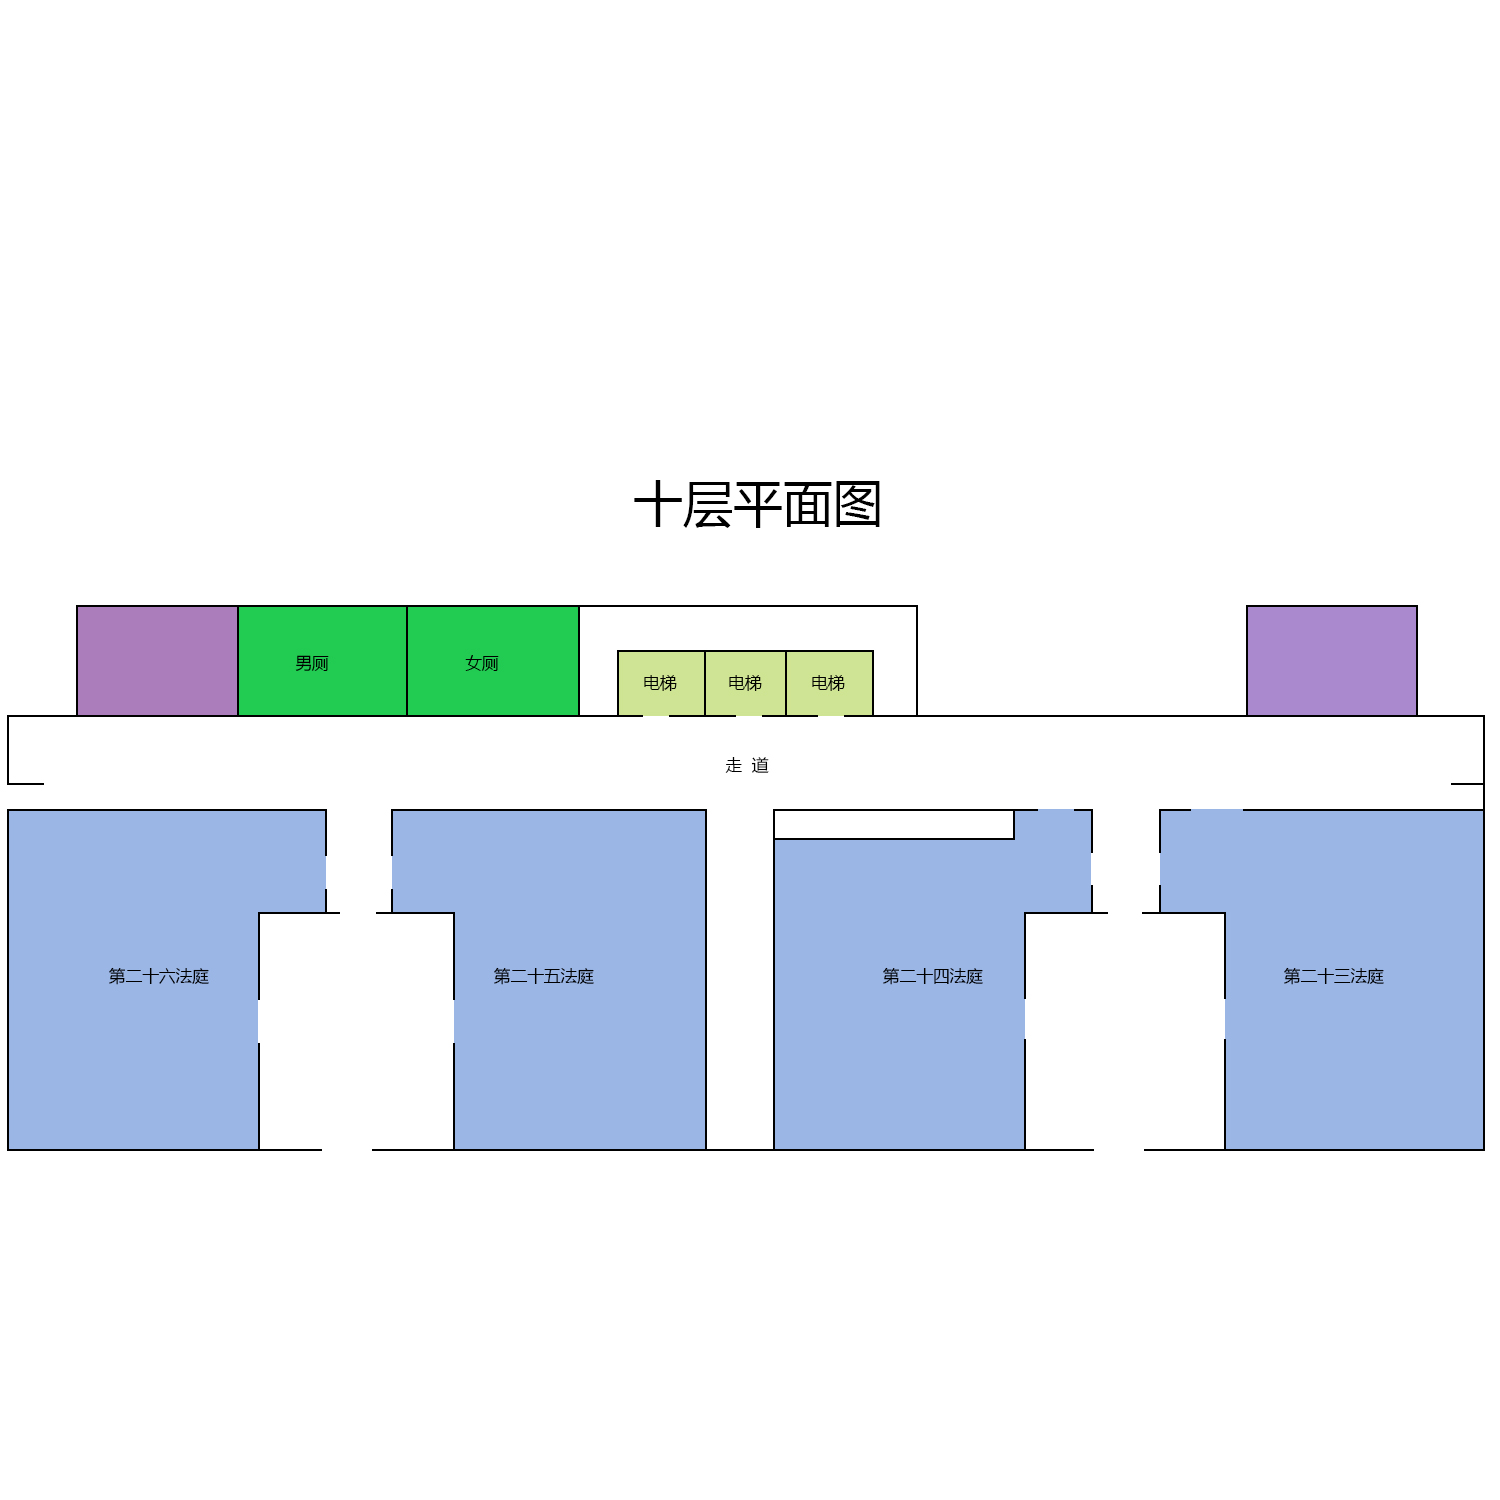 十层平面图
男厕
女厕
电梯
电梯
电梯
走 道
第二十六法庭
第二十五法庭
第二十四法庭
第二十三法庭